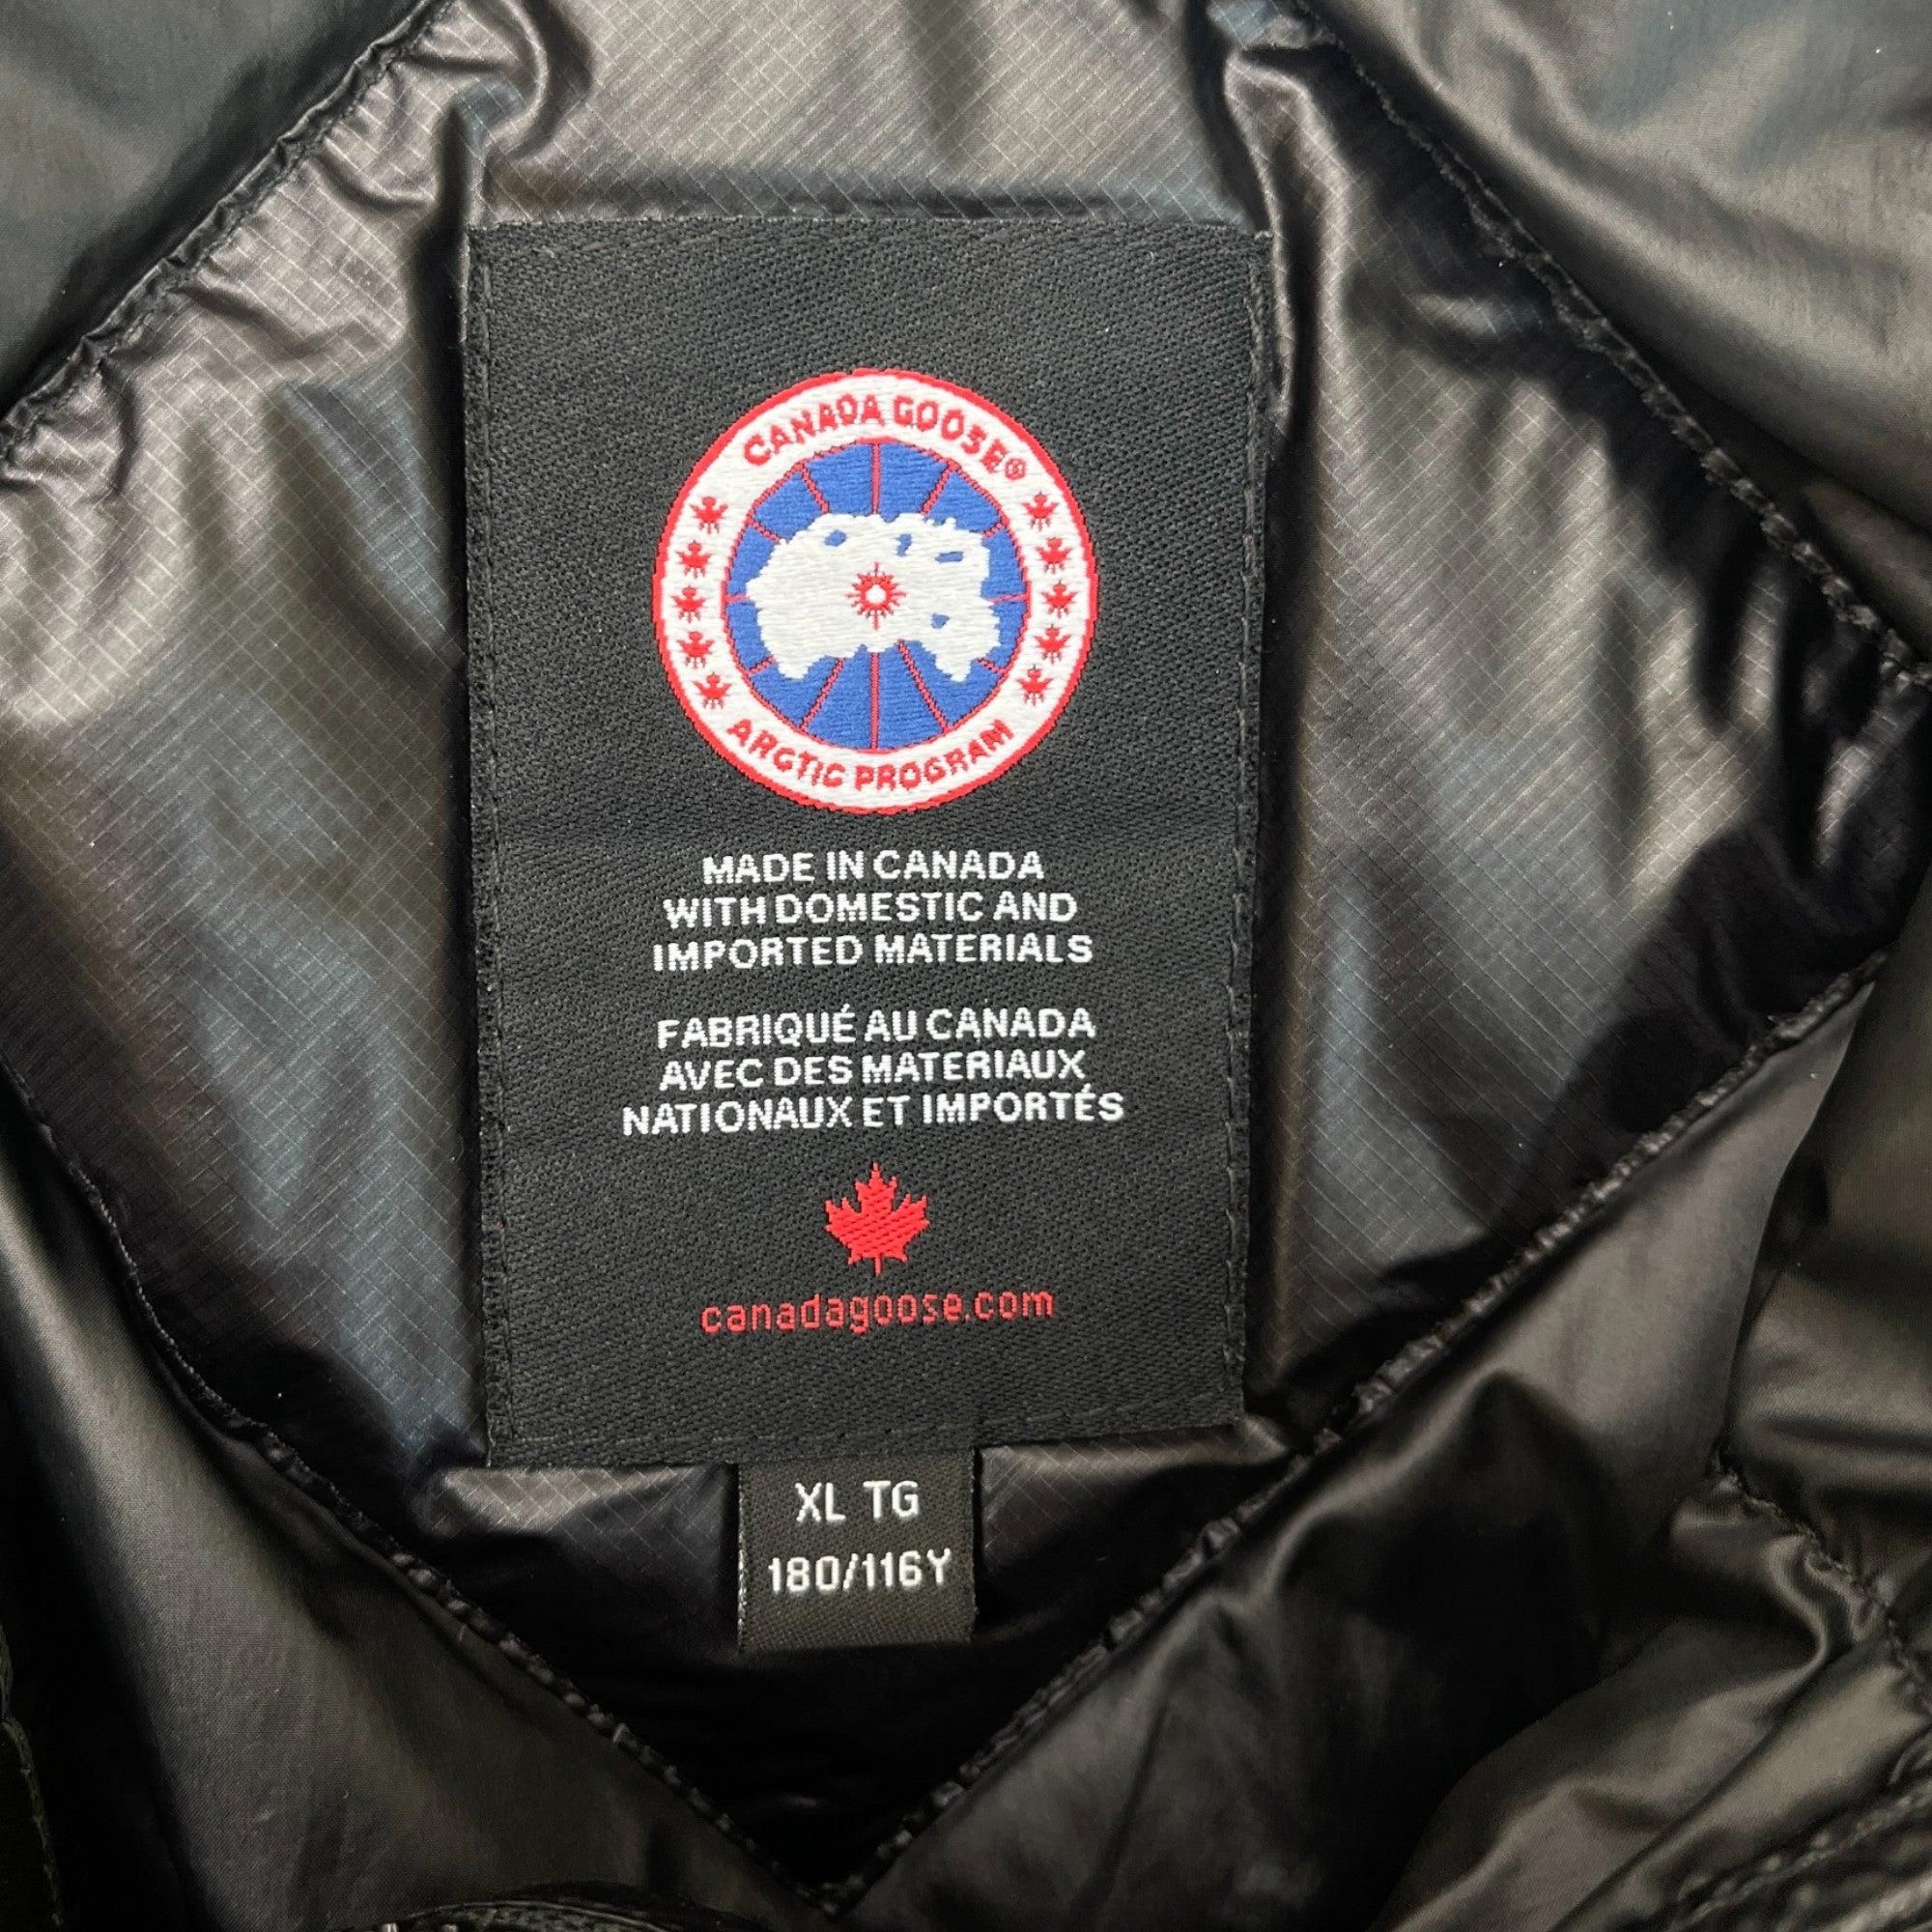 CANADA GOOSE®
ARCTIC PROGRAM
MADE IN CANADA
WITH DOMESTIC AND
IMPORTED MATERIALS
FABRIQUÉ AU CANADA
AVEC DES MATERIAUX
NATIONAUX ET IMPORTÉS
canadagoose.com
XL TG
180/116Y